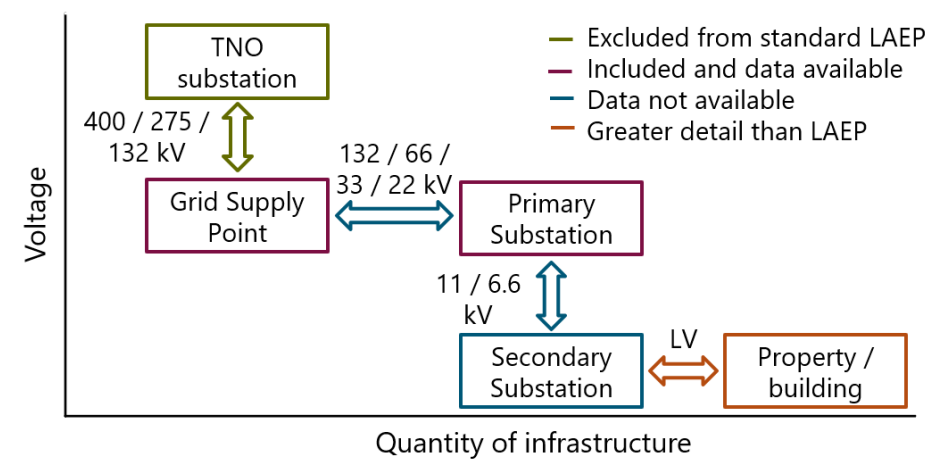 TNO
substation
Excluded from standard LAEP
Included and data available
Data not available
Greater detail than LAEP
400 / 275 /
132 kV
132 / 66 /
33 / 22 kV
Grid Supply
Point
Primary
Substation
Voltage
11 / 6.6
kV
Secondary
Substation
LV
Property /
building
Quantity of infrastructure